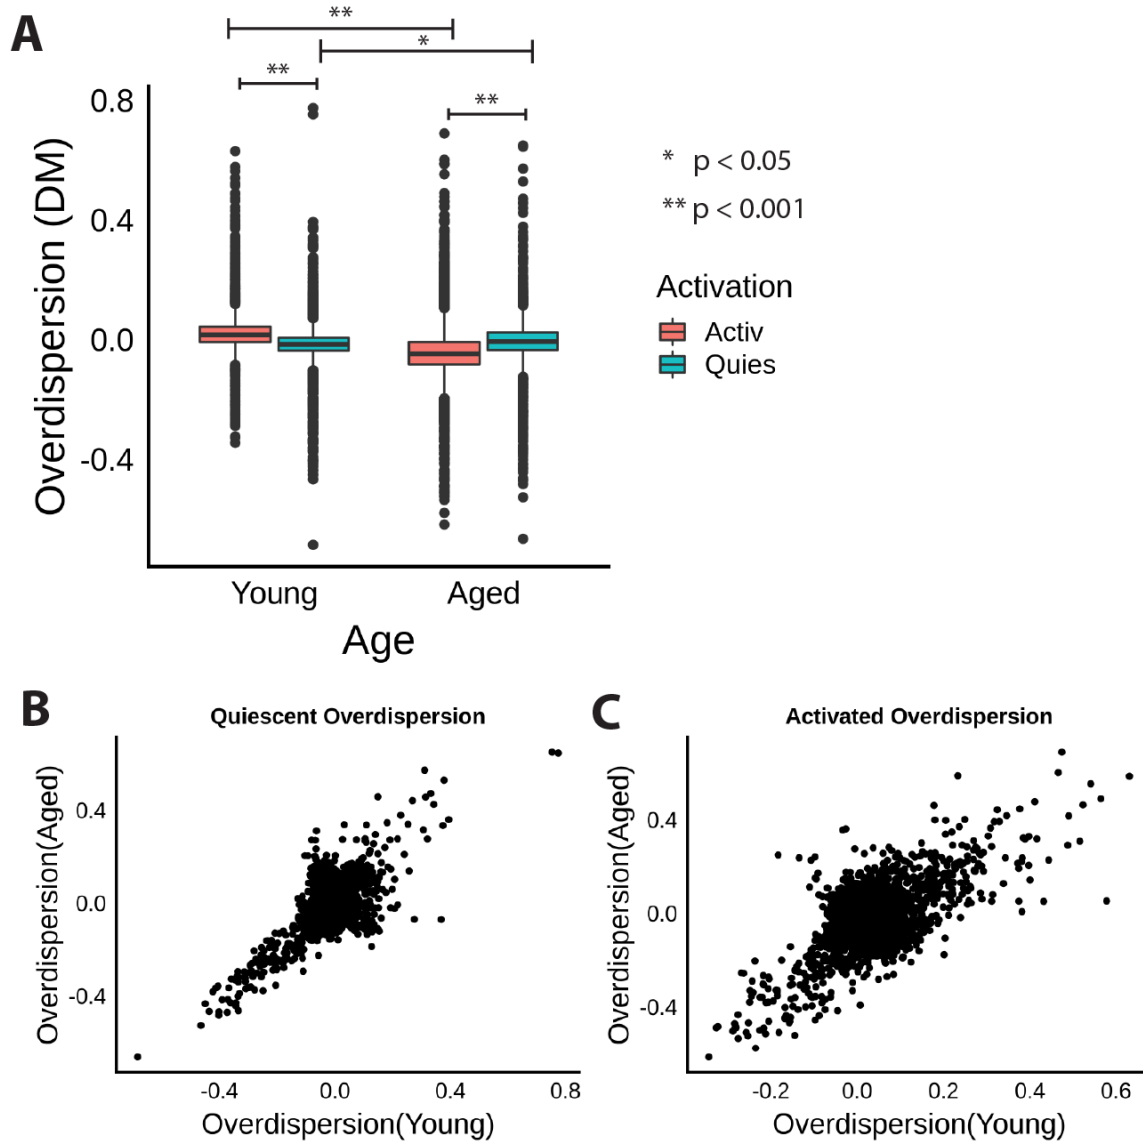 A
**
*
**
**
0.8
0.4
0.0
-0.4
Overdispersion (DM)
Young
Aged
Age
* p < 0.05
** p < 0.001
Activation
Activ
Quies
B
Quiescent Overdispersion
Overdispersion(Aged)
0.4
0.0
-0.4
-0.4
0.0
0.4
0.8
Overdispersion(Young)
C
Activated Overdispersion
Overdispersion(Aged)
0.4
0.0
-0.4
-0.2
0.0
0.2
0.4
0.6
Overdispersion(Young)